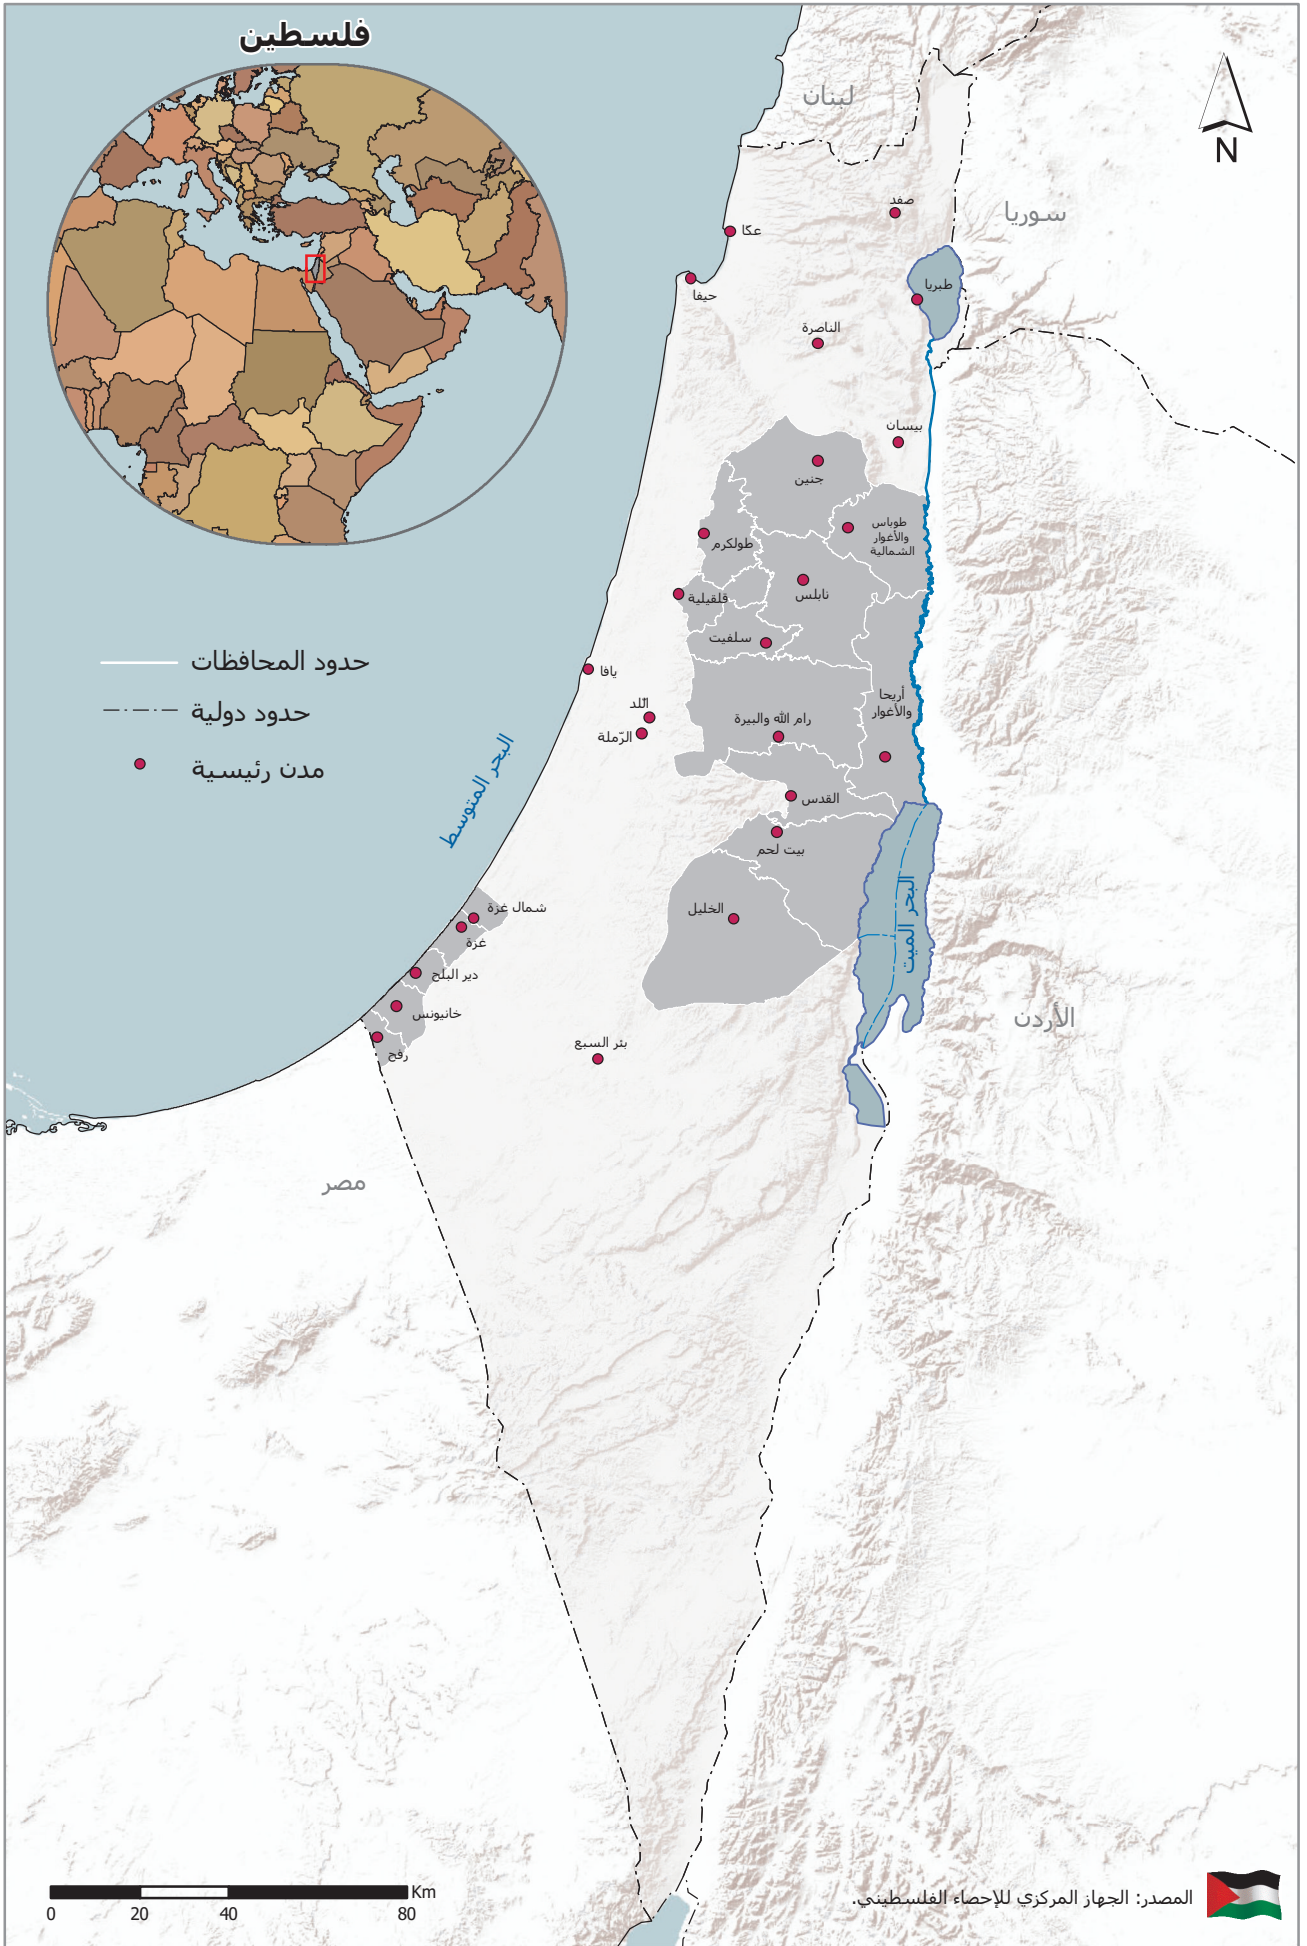 فلسطين
لبنان
N
سوريا
صفد
عكا
حيفا
طبريا
الناصرة
بيسان
جنين
طوباس
والأغوار
الشمالية
طولكرم
نابلس
قلقيلية
سلفيت
حدود المحافظات
يافا
أريحا
والأغوار
اللّد
حدود دولية
رام الله والبيرة
الرّملة
مدن رئيسية
البحر المتوسط
القدس
بيت لحم
الخليل
البحر الميت
شمال غزة
غزة
دير البلح
خانيونس
رفح
بئر السبع
الأردن
مصر
Km
0 20 40 80
المصدر: الجهاز المركزي للإحصاء الفلسطيني.